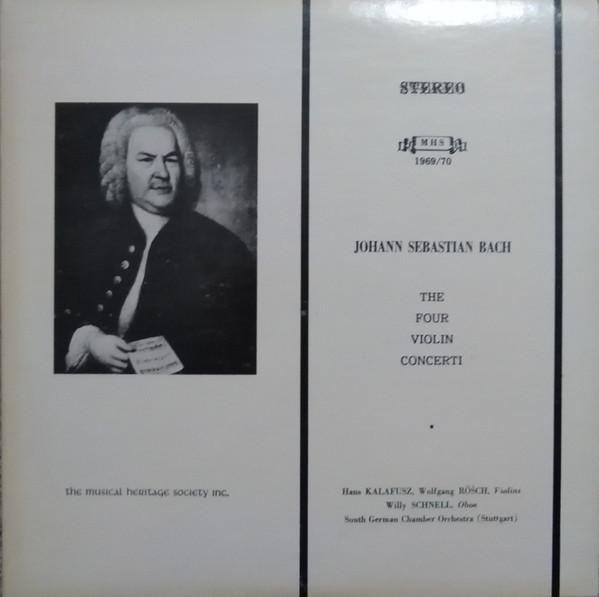 STEREO
MHS
1969/70
JOHANN SEBASTIAN BACH
THE
FOUR
VIOLIN
CONCERTI
the musical heritage society inc.
Hans KALAFUSZ, Wolfgang RÖSCH, Violins
Willy SCHNELL, Oboe
South German Chamber Orchestra (Stuttgart)